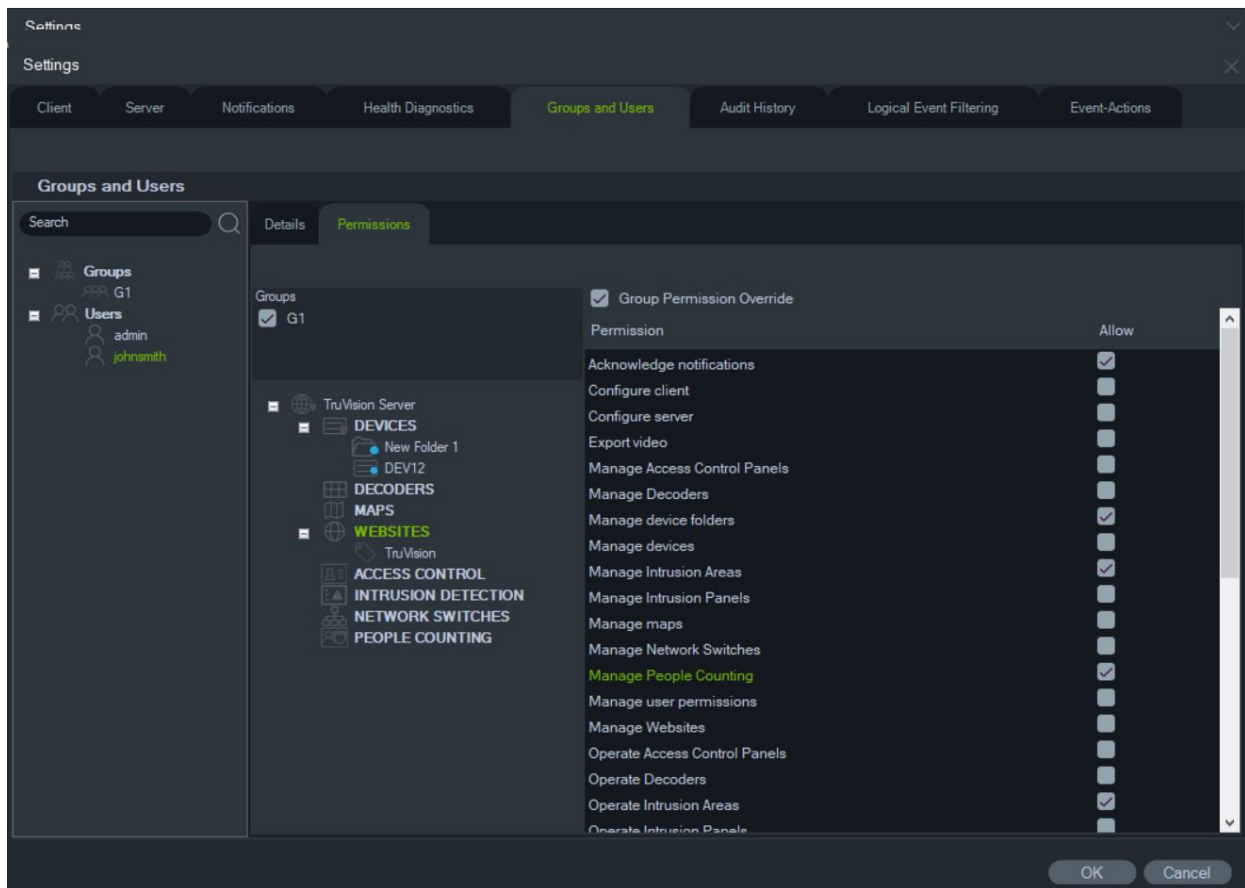 Settings
Settings
Client Server Notifications Health Diagnostics Groups and Users Audit History Logical Event Filtering Event-Actions
Groups and Users
Search
Groups
G1
Users
admin
johnsmith
Details Permissions
Groups
G1
TruVision Server
DEVICES
New Folder 1
DEV12
DECODERS
MAPS
WEBSITES
TruVision
ACCESS CONTROL
INTRUSION DETECTION
NETWORK SWITCHES
PEOPLE COUNTING
Group Permission Override
Permission Allow
Acknowledge notifications
Configure client
Configure server
Export video
Manage Access Control Panels
Manage Decoders
Manage device folders
Manage devices
Manage Intrusion Areas
Manage Intrusion Panels
Manage maps
Manage Network Switches
Manage People Counting
Manage user permissions
Manage Websites
Operate Access Control Panels
Operate Decoders
Operate Intrusion Areas
Operate Intrusion Panels
OK Cancel